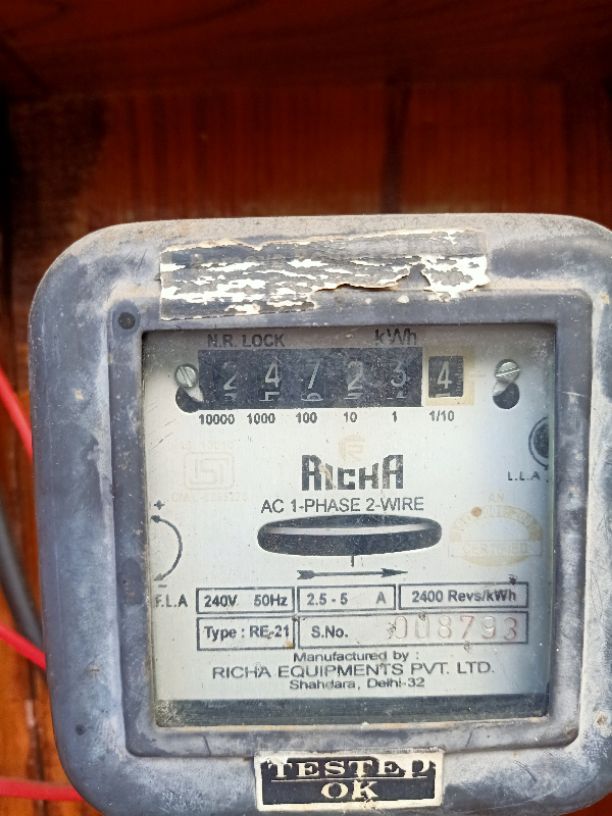 N.R. LOCK kWh
2 4 7 2 3 4
10000 1000 100 10 1 1/10
RICHA
L.L.A
AC 1-PHASE 2-WIRE
+
-
F.L.A 240V 50Hz 2.5 - 5 A 2400 Revs/kWh
Type : RE-21 S.No. 008793
Manufactured by :
RICHA EQUIPMENTS PVT. LTD.
Shahdara, Delhi-32
TESTED
OK